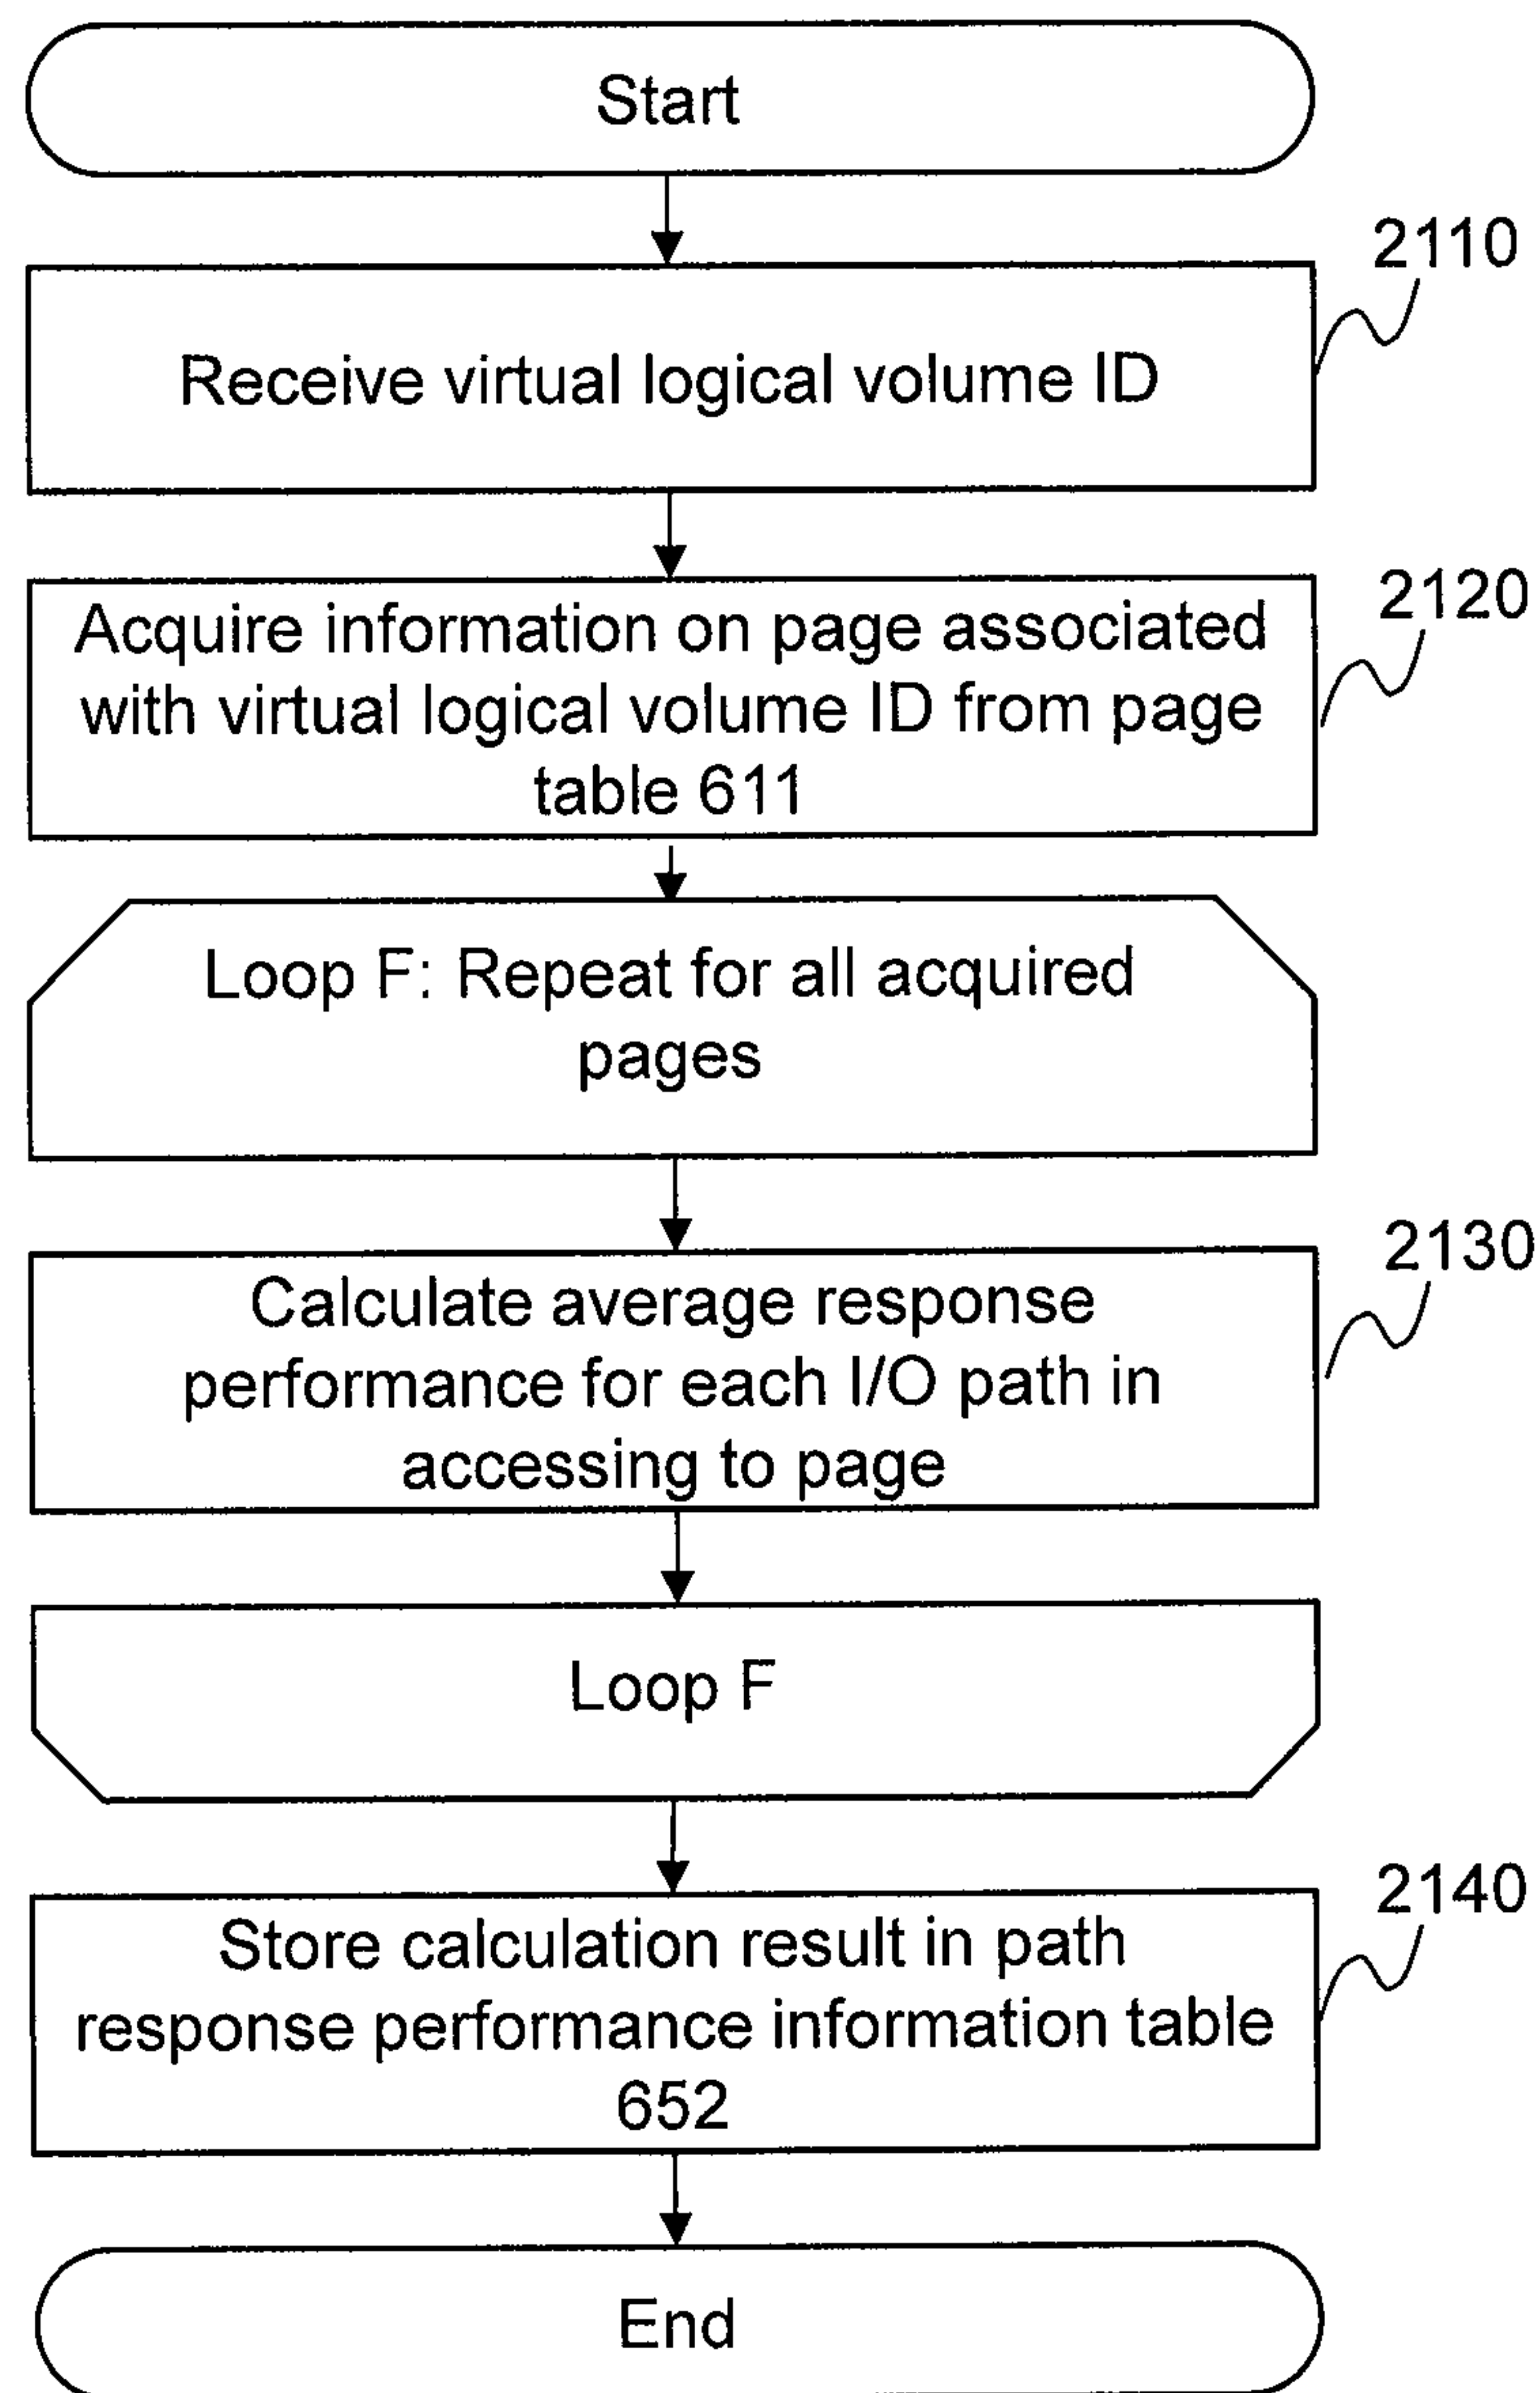 Start
2110
Receive virtual logical volume ID
2120
Acquire information on page associated
with virtual logical volume ID from page
table 611
Loop F: Repeat for all acquired
pages
2130
Calculate average response
performance for each I/O path in
accessing to page
Loop F
2140
Store calculation result in path
response performance information table
652
End